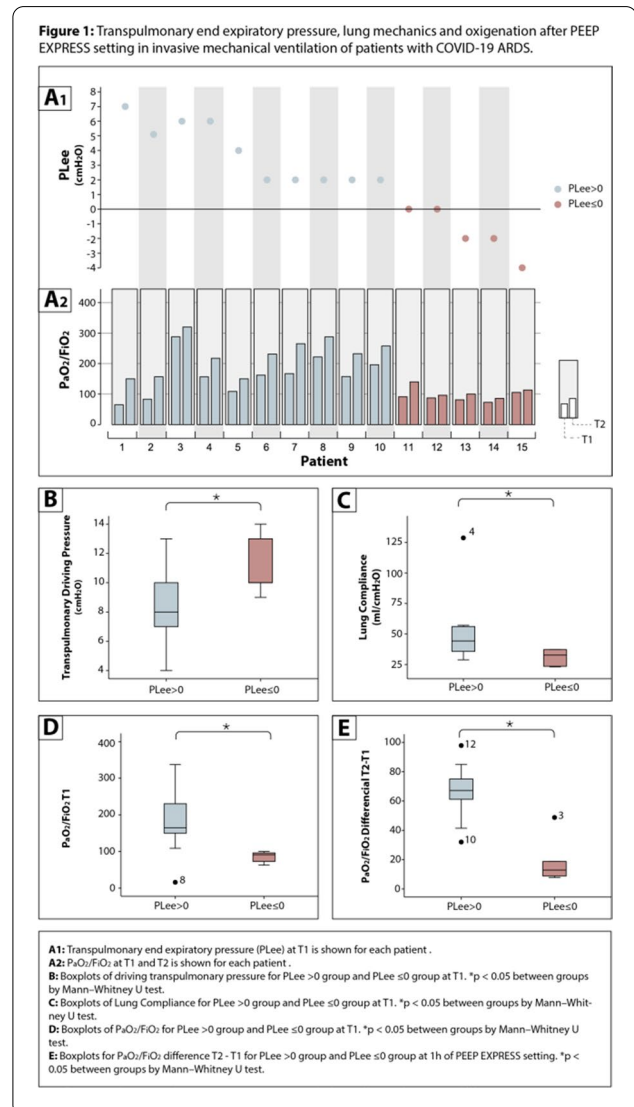 Figure 1: Transpulmonary end expiratory pressure, lung mechanics and oxigenation after PEEP
EXPRESS setting in invasive mechanical ventilation of patients with COVID-19 ARDS.
A1
PLee
(cmH2O)
8
7
6
5
4
3
2
1
0
-1
-2
-3
-4
PLee>0
PLee≤0
A2
PaO2/FiO2
400
300
200
100
0
T2
T1
1 2 3 4 5 6 7 8 9 10 11 12 13 14 15
Patient
B
*
Transpulmonary Driving Pressure
(cmH2O)
14
12
10
8
6
4
PLee>0 PLee≤0
C
*
4
Lung Compliance
(ml/cmH2O)
125
100
75
50
25
PLee>0 PLee≤0
D
*
PaO2/FiO2 T1
400
300
200
100
0
8
PLee>0 PLee≤0
E
*
PaO2/FiO2 Differencial T2-T1
100
80
60
40
20
0
12
10
3
PLee>0 PLee≤0
A1: Transpulmonary end expiratory pressure (PLee) at T1 is shown for each patient .
A2: PaO2/FiO2 at T1 and T2 is shown for each patient .
B: Boxplots of driving transpulmonary pressure for PLee >0 group and PLee ≤0 group at T1. *p < 0.05 between groups
by Mann–Whitney U test.
C: Boxplots of Lung Compliance for PLee >0 group and PLee ≤0 group at T1. *p < 0.05 between groups by Mann–Whit-
ney U test.
D: Boxplots of PaO2/FiO2 for PLee >0 group and PLee ≤0 group at T1. *p < 0.05 between groups by Mann–Whitney U
test.
E: Boxplots for PaO2/FiO2 difference T2 - T1 for PLee >0 group and PLee ≤0 group at 1h of PEEP EXPRESS setting. *p <
0.05 between groups by Mann–Whitney U test.